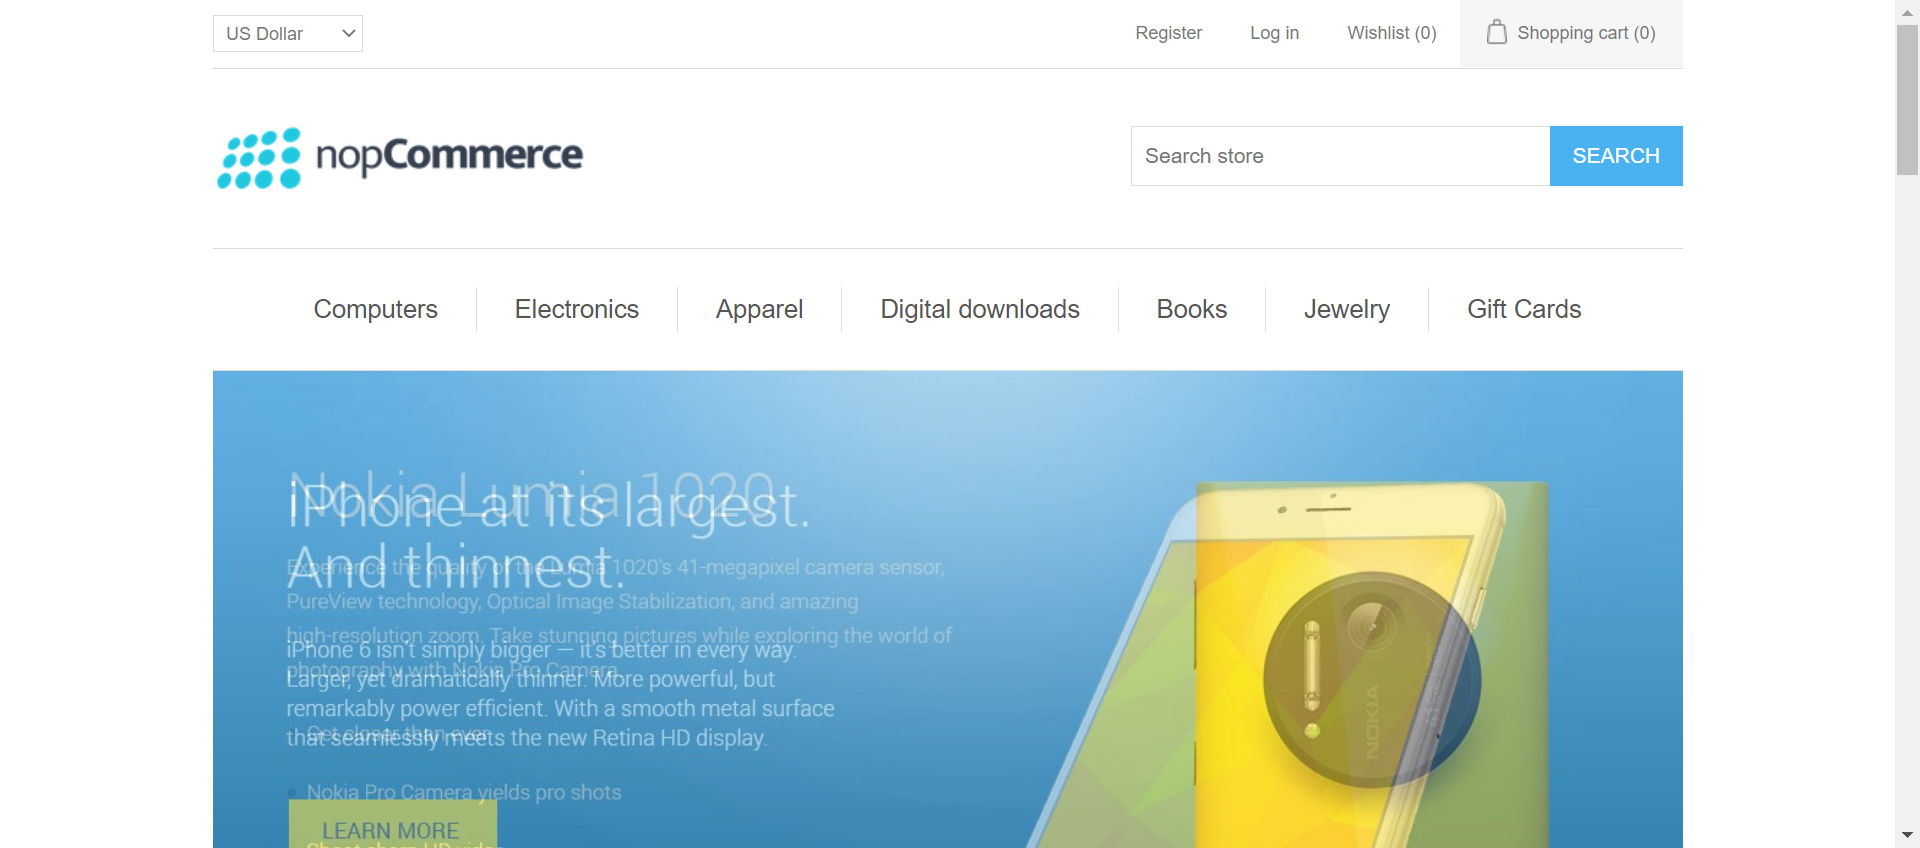 US Dollar
Register
Log in
Wishlist (0)
Shopping cart (0)
nopCommerce
Search store
SEARCH
Computers
Electronics
Apparel
Digital downloads
Books
Jewelry
Gift Cards
Nokia Lumia 1020
iPhone at its largest.
And thinnest.
Experience the quality of the Lumia 1020's 41-megapixel camera sensor,
PureView technology, Optical Image Stabilization, and amazing
high-resolution zoom. Take stunning pictures while exploring the world of
photography with Nokia Pro Camera.
iPhone 6 isn't simply bigger — it's better in every way.
Larger, yet dramatically thinner. More powerful, but
remarkably power efficient. With a smooth metal surface
that seamlessly meets the new Retina HD display.
Get closer than ever
Nokia Pro Camera yields pro shots
LEARN MORE
Shoot sharp HD video
NOKIA